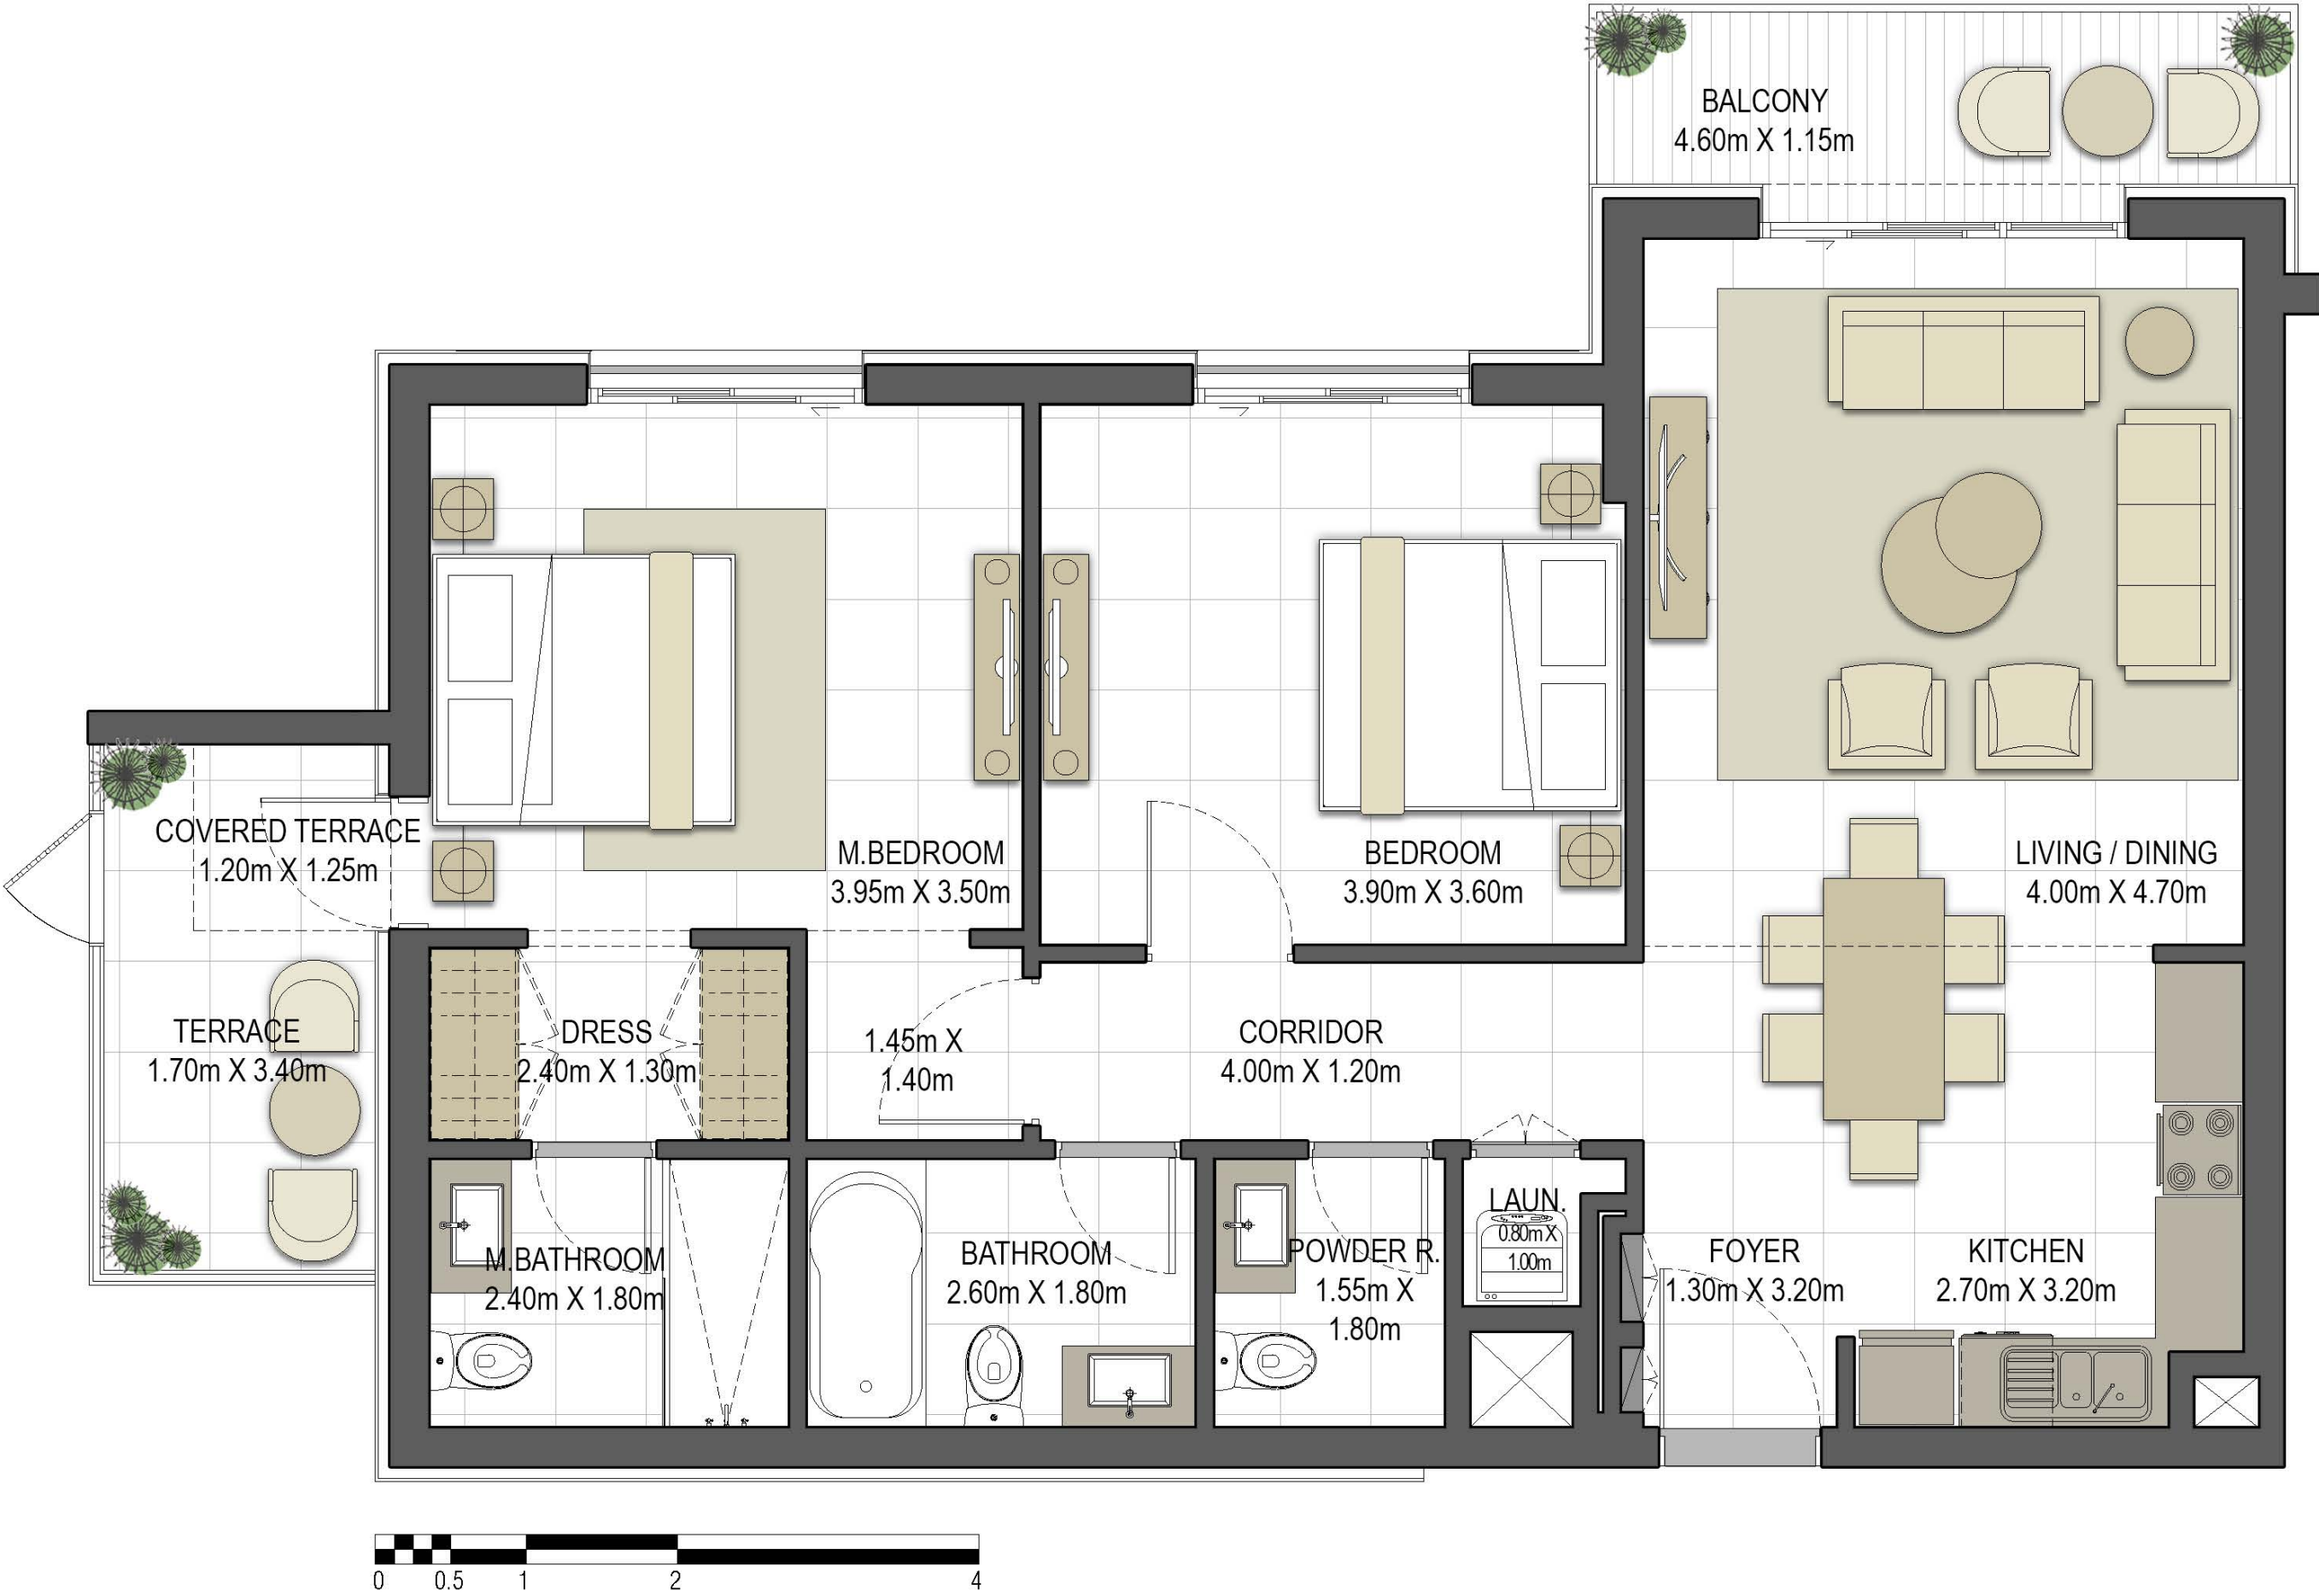 BALCONY
4.60m X 1.15m
COVERED TERRACE
1.20m X 1.25m
M.BEDROOM
3.95m X 3.50m
BEDROOM
3.90m X 3.60m
LIVING / DINING
4.00m X 4.70m
TERRACE
1.70m X 3.40m
DRESS
2.40m X 1.30m
1.45m X
1.40m
CORRIDOR
4.00m X 1.20m
M.BATHROOM
2.40m X 1.80m
BATHROOM
2.60m X 1.80m
POWDER R.
1.55m X
1.80m
LAUN.
0.80m X
1.00m
FOYER
1.30m X 3.20m
KITCHEN
2.70m X 3.20m
0 0.5 1 2 4